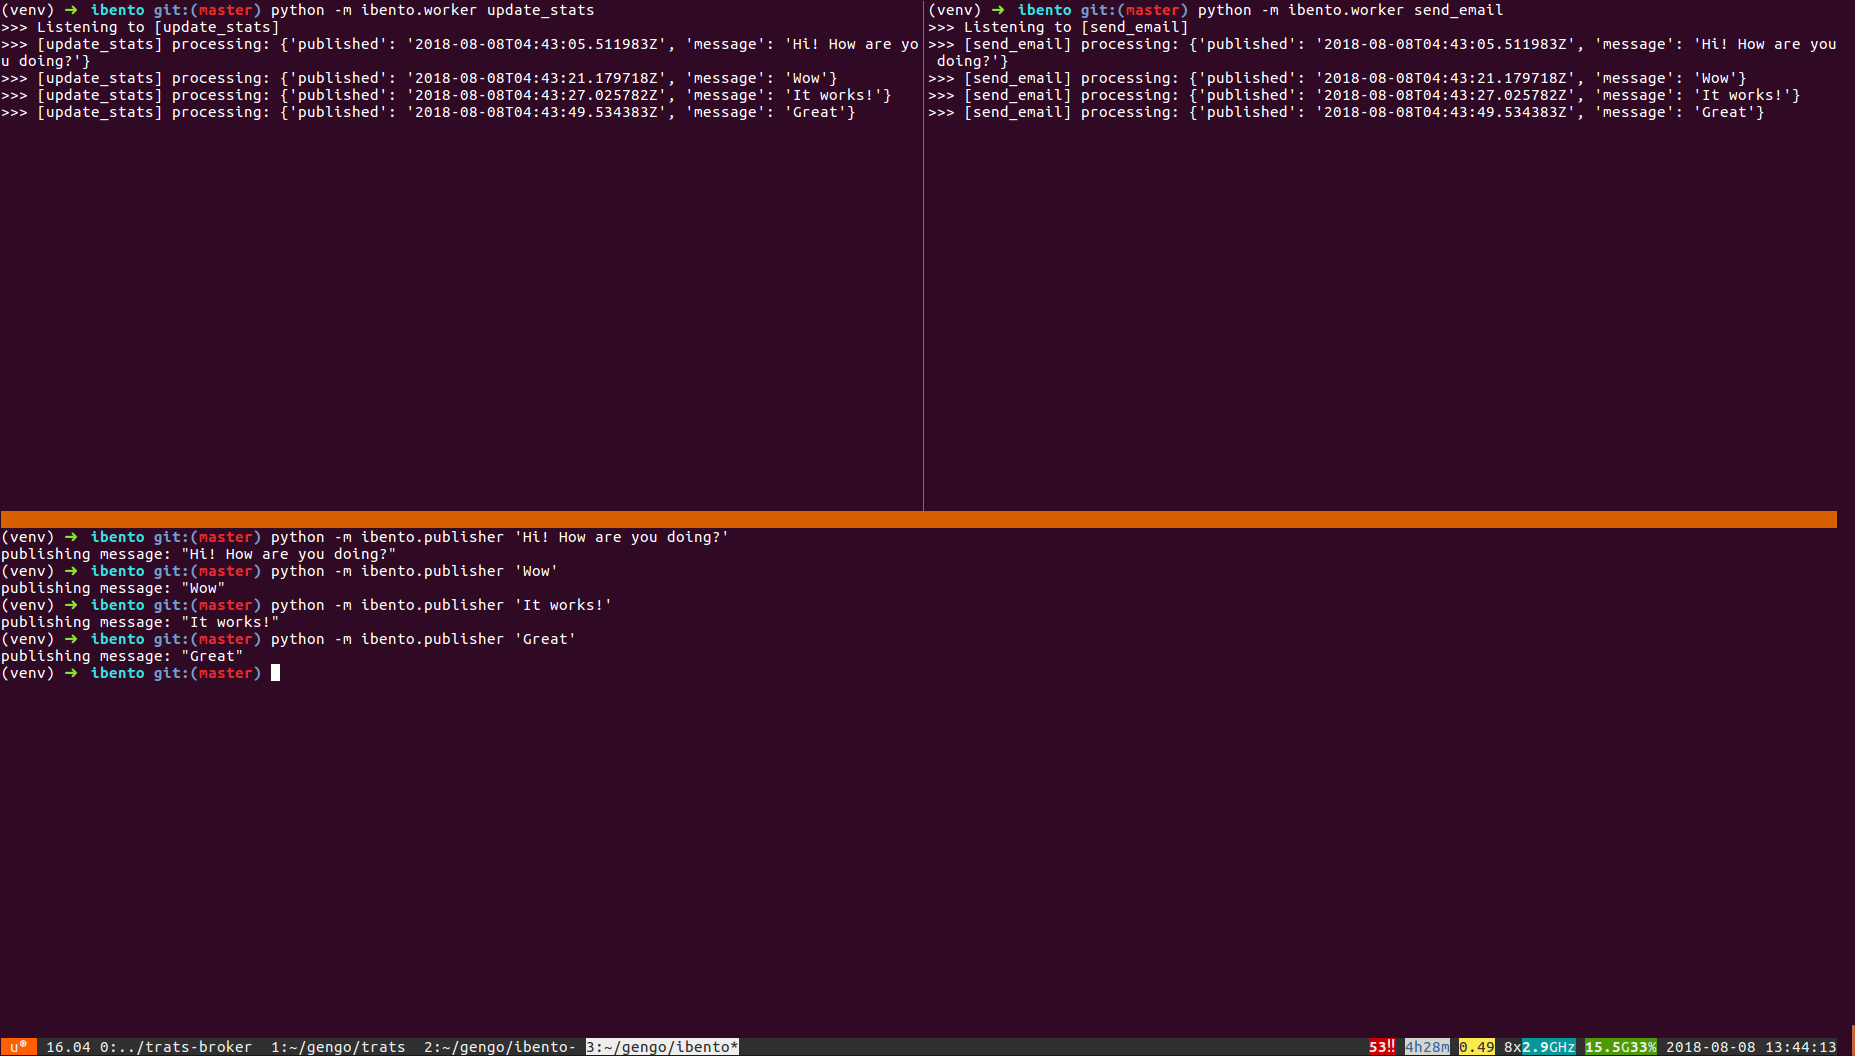 (venv) ➜ ibento git:(master) python -m ibento.worker update_stats
>>> Listening to [update_stats]
>>> [update_stats] processing: {'published': '2018-08-08T04:43:05.511983Z', 'message': 'Hi! How are yo
u doing?'}
>>> [update_stats] processing: {'published': '2018-08-08T04:43:21.179718Z', 'message': 'Wow'}
>>> [update_stats] processing: {'published': '2018-08-08T04:43:27.025782Z', 'message': 'It works!'}
>>> [update_stats] processing: {'published': '2018-08-08T04:43:49.534383Z', 'message': 'Great'}
(venv) ➜ ibento git:(master) python -m ibento.worker send_email
>>> Listening to [send_email]
>>> [send_email] processing: {'published': '2018-08-08T04:43:05.511983Z', 'message': 'Hi! How are you
 doing?'}
>>> [send_email] processing: {'published': '2018-08-08T04:43:21.179718Z', 'message': 'Wow'}
>>> [send_email] processing: {'published': '2018-08-08T04:43:27.025782Z', 'message': 'It works!'}
>>> [send_email] processing: {'published': '2018-08-08T04:43:49.534383Z', 'message': 'Great'}
(venv) ➜ ibento git:(master) python -m ibento.publisher 'Hi! How are you doing?'
publishing message: "Hi! How are you doing?"
(venv) ➜ ibento git:(master) python -m ibento.publisher 'Wow'
publishing message: "Wow"
(venv) ➜ ibento git:(master) python -m ibento.publisher 'It works!'
publishing message: "It works!"
(venv) ➜ ibento git:(master) python -m ibento.publisher 'Great'
publishing message: "Great"
(venv) ➜ ibento git:(master)
u 16.04 0:../trats-broker 1:~/gengo/trats 2:~/gengo/ibento- 3:~/gengo/ibento* 53!! 4h28m 0.49 8x2.9GHz 15.5G33% 2018-08-08 13:44:13